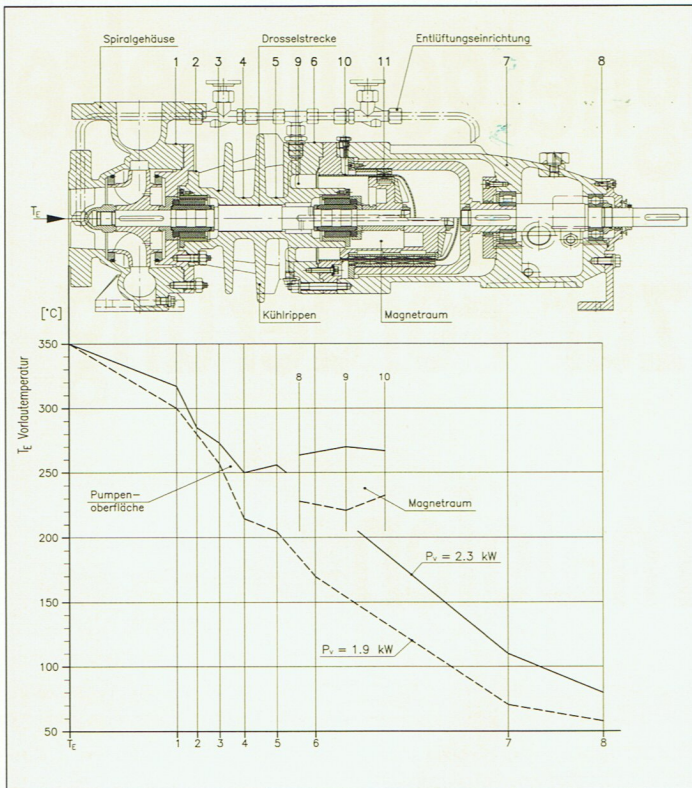 Spiralgehäuse
Drosselstrecke
Entlüftungseinrichtung
1 2 3 4 5 9 6 10 11 7 8
T_E
Kühlrippen
Magnetraum
[°C]
T_E Vorlautemperatur
350
300
250
200
150
100
50
8 9 10
Pumpen-
oberfläche
Magnetraum
P_v = 2.3 kW
P_v = 1.9 kW
T_E 1 2 3 4 5 6 7 8